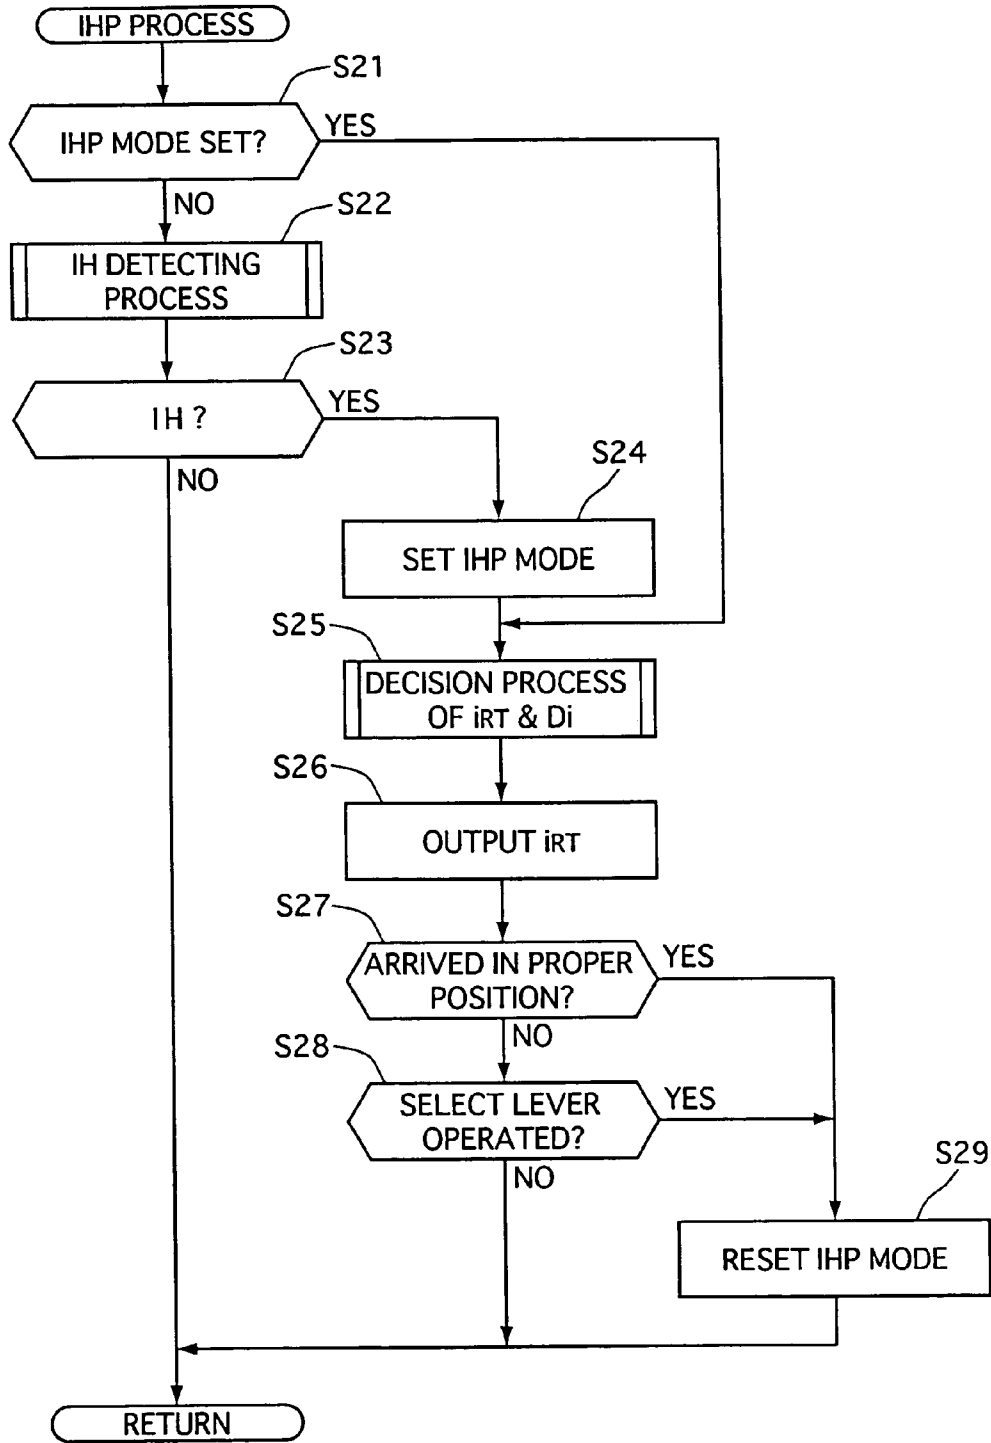 IHP PROCESS
S21
IHP MODE SET?
YES
NO
S22
IH DETECTING
PROCESS
S23
IH ?
YES
NO
S24
SET IHP MODE
S25
DECISION PROCESS
OF iRT & Di
S26
OUTPUT iRT
S27
ARRIVED IN PROPER
POSITION?
YES
NO
S28
SELECT LEVER
OPERATED?
YES
NO
S29
RESET IHP MODE
RETURN